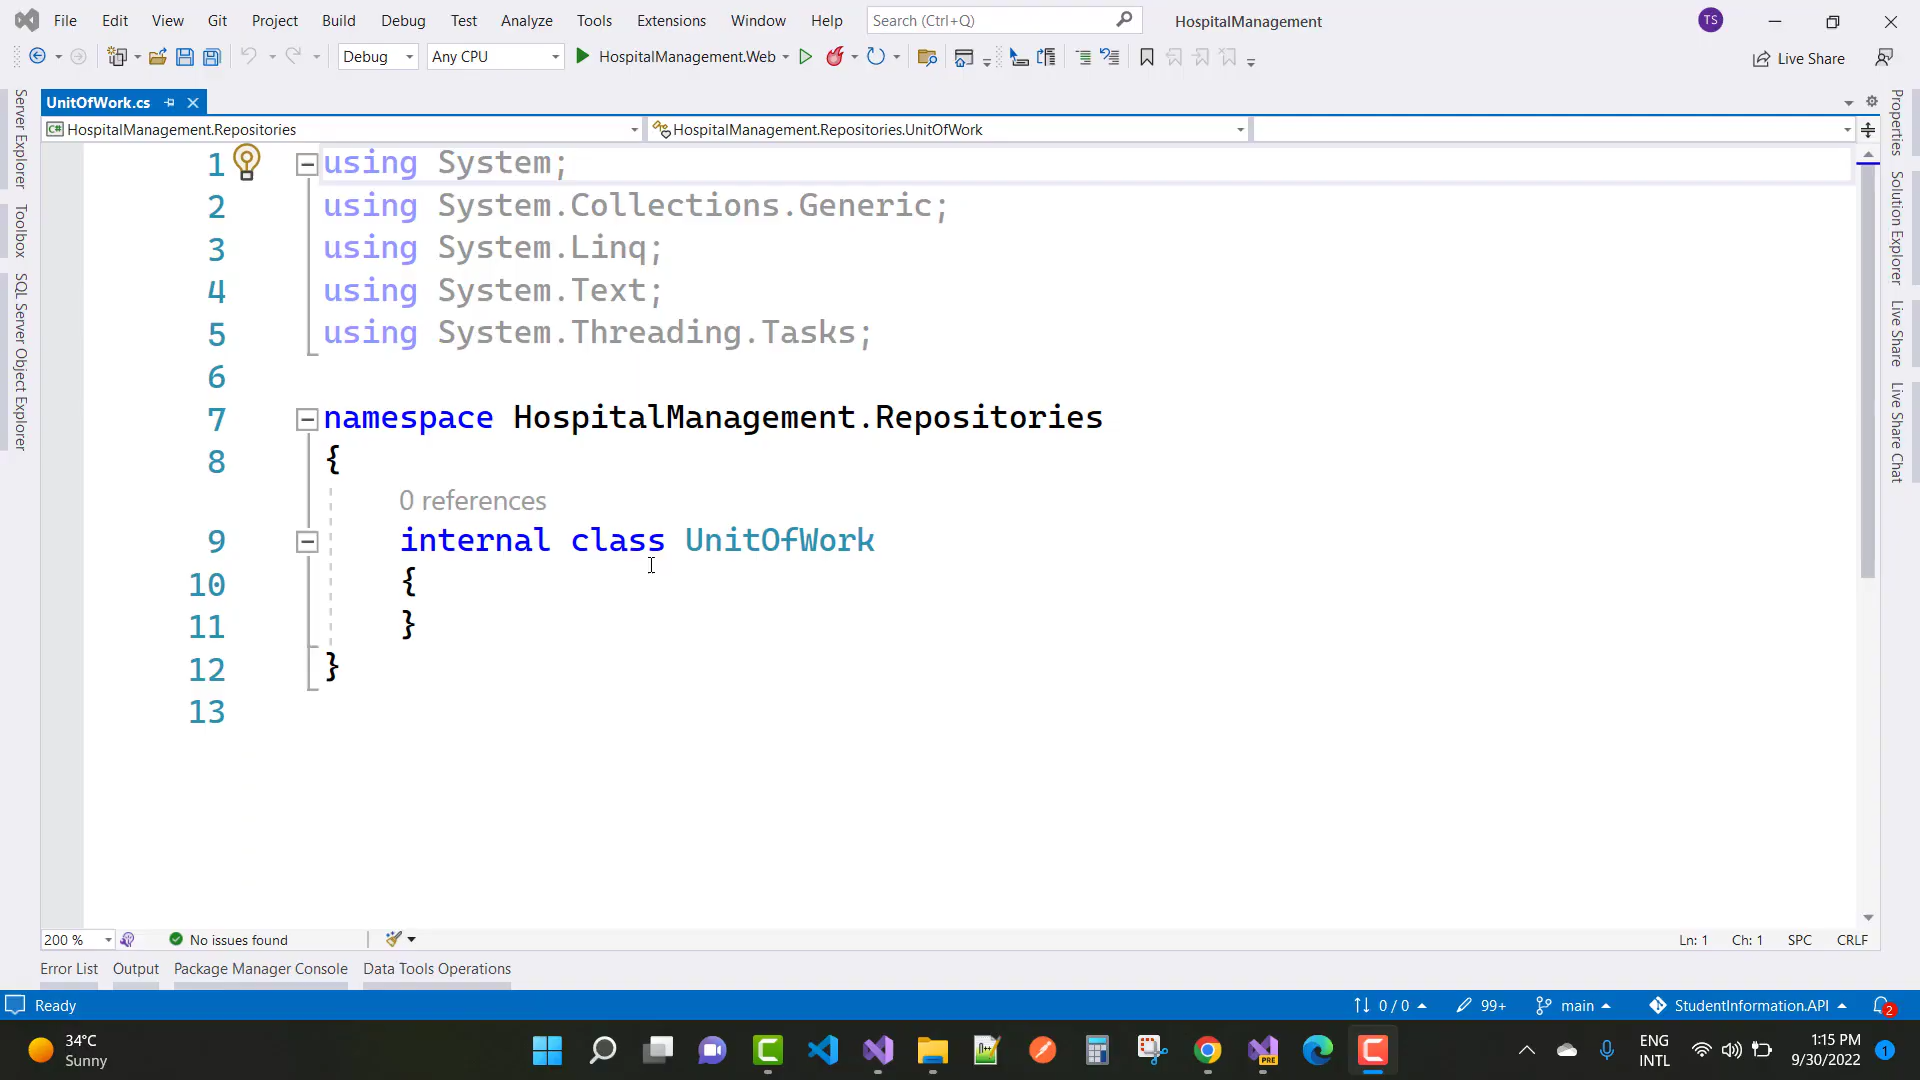 File Edit View Git Project Build Debug Test Analyze Tools Extensions Window Help Search (Ctrl+Q) HospitalManagement TS
Debug Any CPU HospitalManagement.Web Live Share
UnitOfWork.cs
HospitalManagement.Repositories HospitalManagement.Repositories.UnitOfWork
Server Explorer
Toolbox
SQL Server Object Explorer
1 using System;
2 using System.Collections.Generic;
3 using System.Linq;
4 using System.Text;
5 using System.Threading.Tasks;
6
7 namespace HospitalManagement.Repositories
8 {
0 references
9 internal class UnitOfWork
10 {
11 }
12 }
13
Properties
Solution Explorer
Live Share
Live Share Chat
200 % No issues found Ln: 1 Ch: 1 SPC CRLF
Error List Output Package Manager Console Data Tools Operations
Ready 0 / 0 99+ main StudentInformation.API 2
34°C
Sunny
PRE
ENG
INTL
1:15 PM
9/30/2022
1